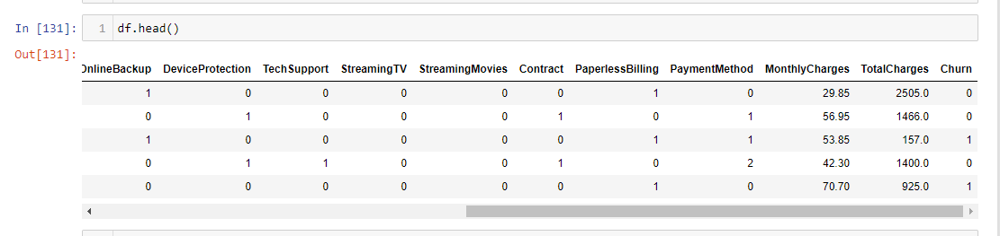 In [131]: 1 df.head()
Out[131]:
OnlineBackup DeviceProtection TechSupport StreamingTV StreamingMovies Contract PaperlessBilling PaymentMethod MonthlyCharges TotalCharges Churn
1 0 0 0 0 0 1 0 29.85 2505.0 0
0 1 0 0 0 1 0 1 56.95 1466.0 0
1 0 0 0 0 0 1 1 53.85 157.0 1
0 1 1 0 0 1 0 2 42.30 1400.0 0
0 0 0 0 0 0 1 0 70.70 925.0 1